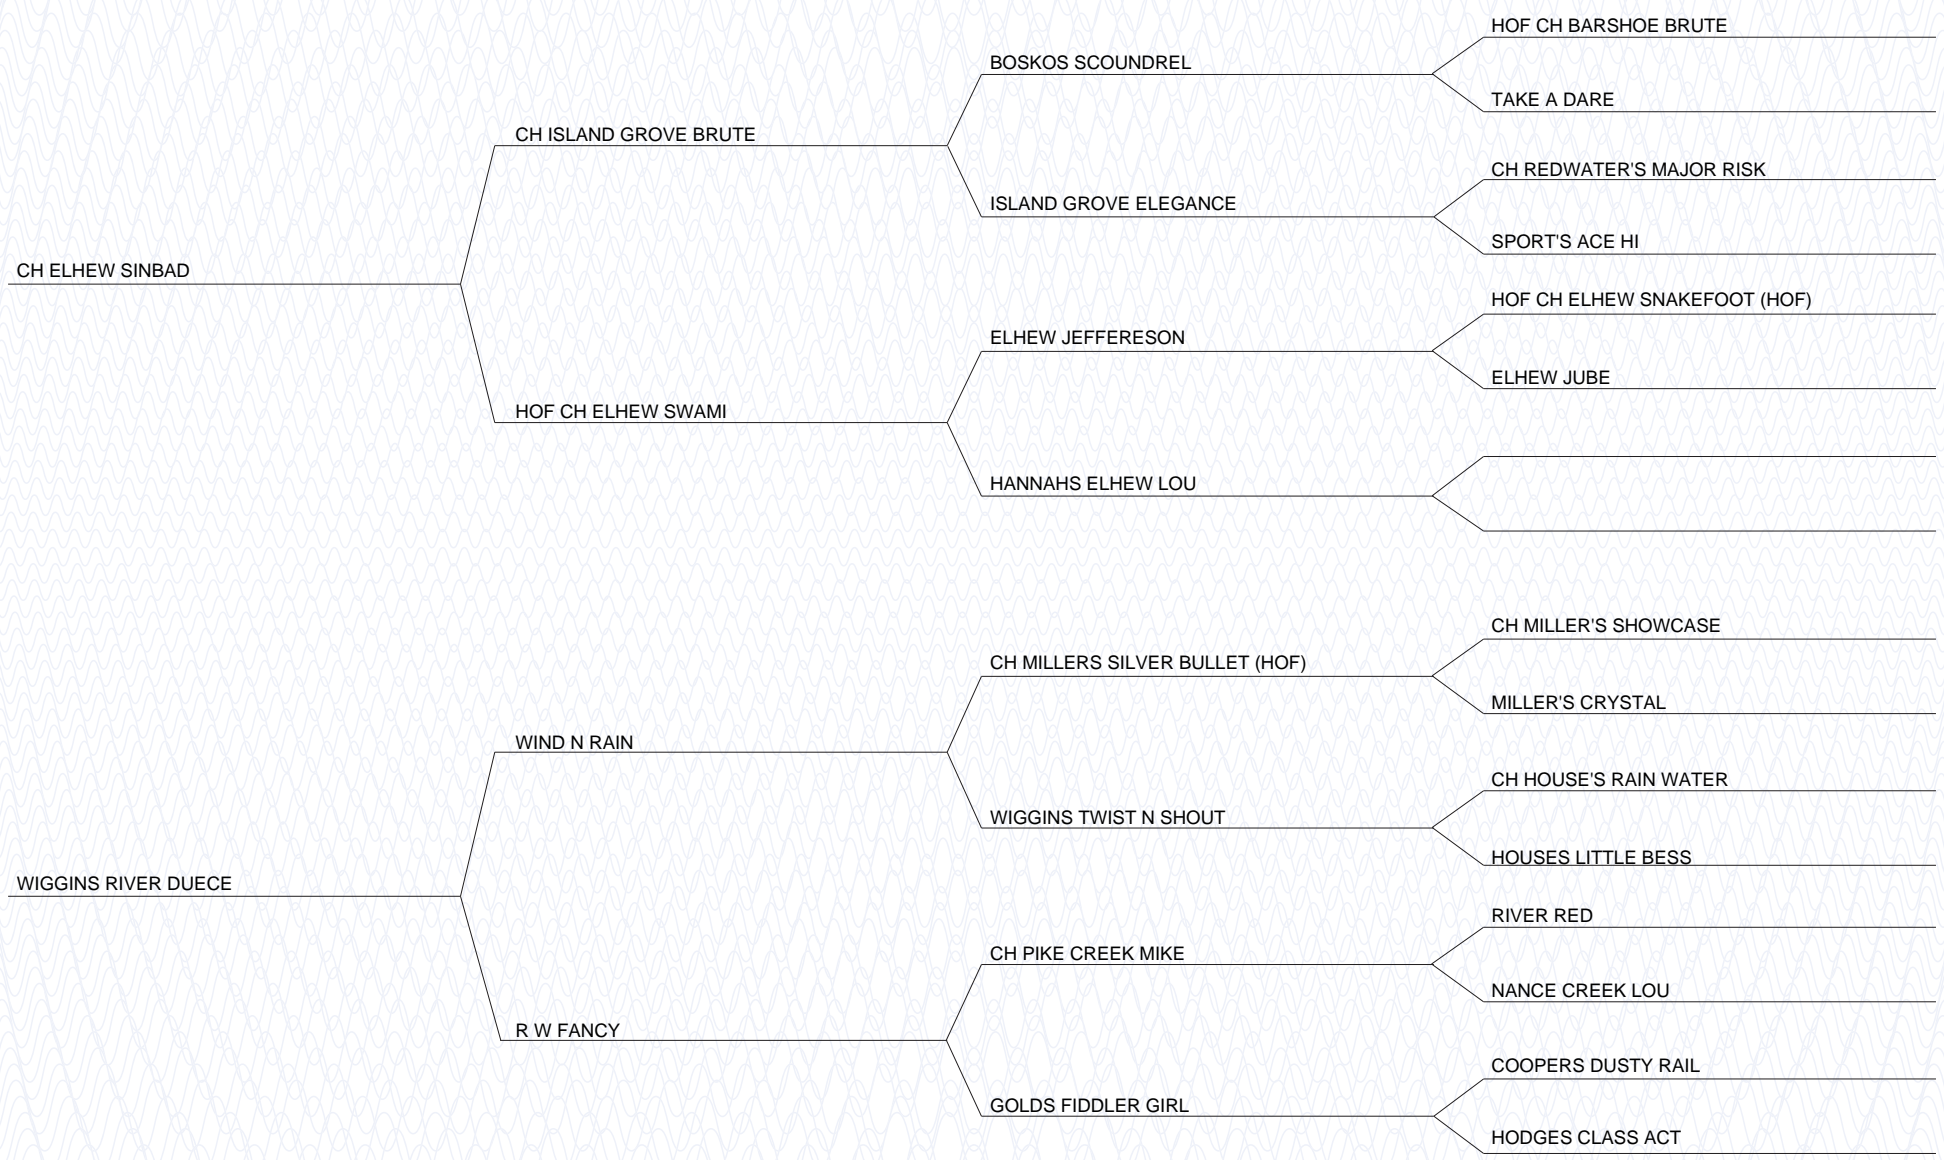 HOF CH BARSHOE BRUTE
BOSKOS SCOUNDREL
TAKE A DARE
CH ISLAND GROVE BRUTE
CH REDWATER'S MAJOR RISK
ISLAND GROVE ELEGANCE
SPORT'S ACE HI
CH ELHEW SINBAD
HOF CH ELHEW SNAKEFOOT (HOF)
ELHEW JEFFERESON
ELHEW JUBE
HOF CH ELHEW SWAMI
HANNAHS ELHEW LOU
CH MILLER'S SHOWCASE
CH MILLERS SILVER BULLET (HOF)
MILLER'S CRYSTAL
WIND N RAIN
CH HOUSE'S RAIN WATER
WIGGINS TWIST N SHOUT
HOUSES LITTLE BESS
WIGGINS RIVER DUECE
RIVER RED
CH PIKE CREEK MIKE
NANCE CREEK LOU
R W FANCY
COOPERS DUSTY RAIL
GOLDS FIDDLER GIRL
HODGES CLASS ACT